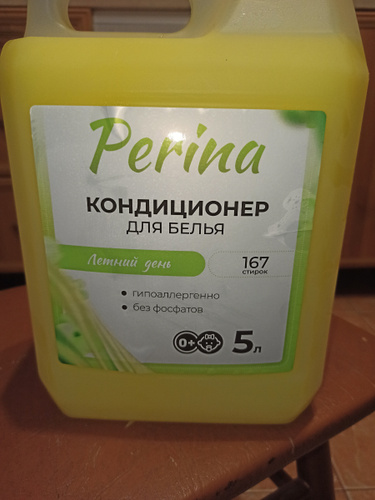 Perina
КОНДИЦИОНЕР
ДЛЯ БЕЛЬЯ
Летний день
167
стирок
• гипоаллергенно
• без фосфатов
0+
5л